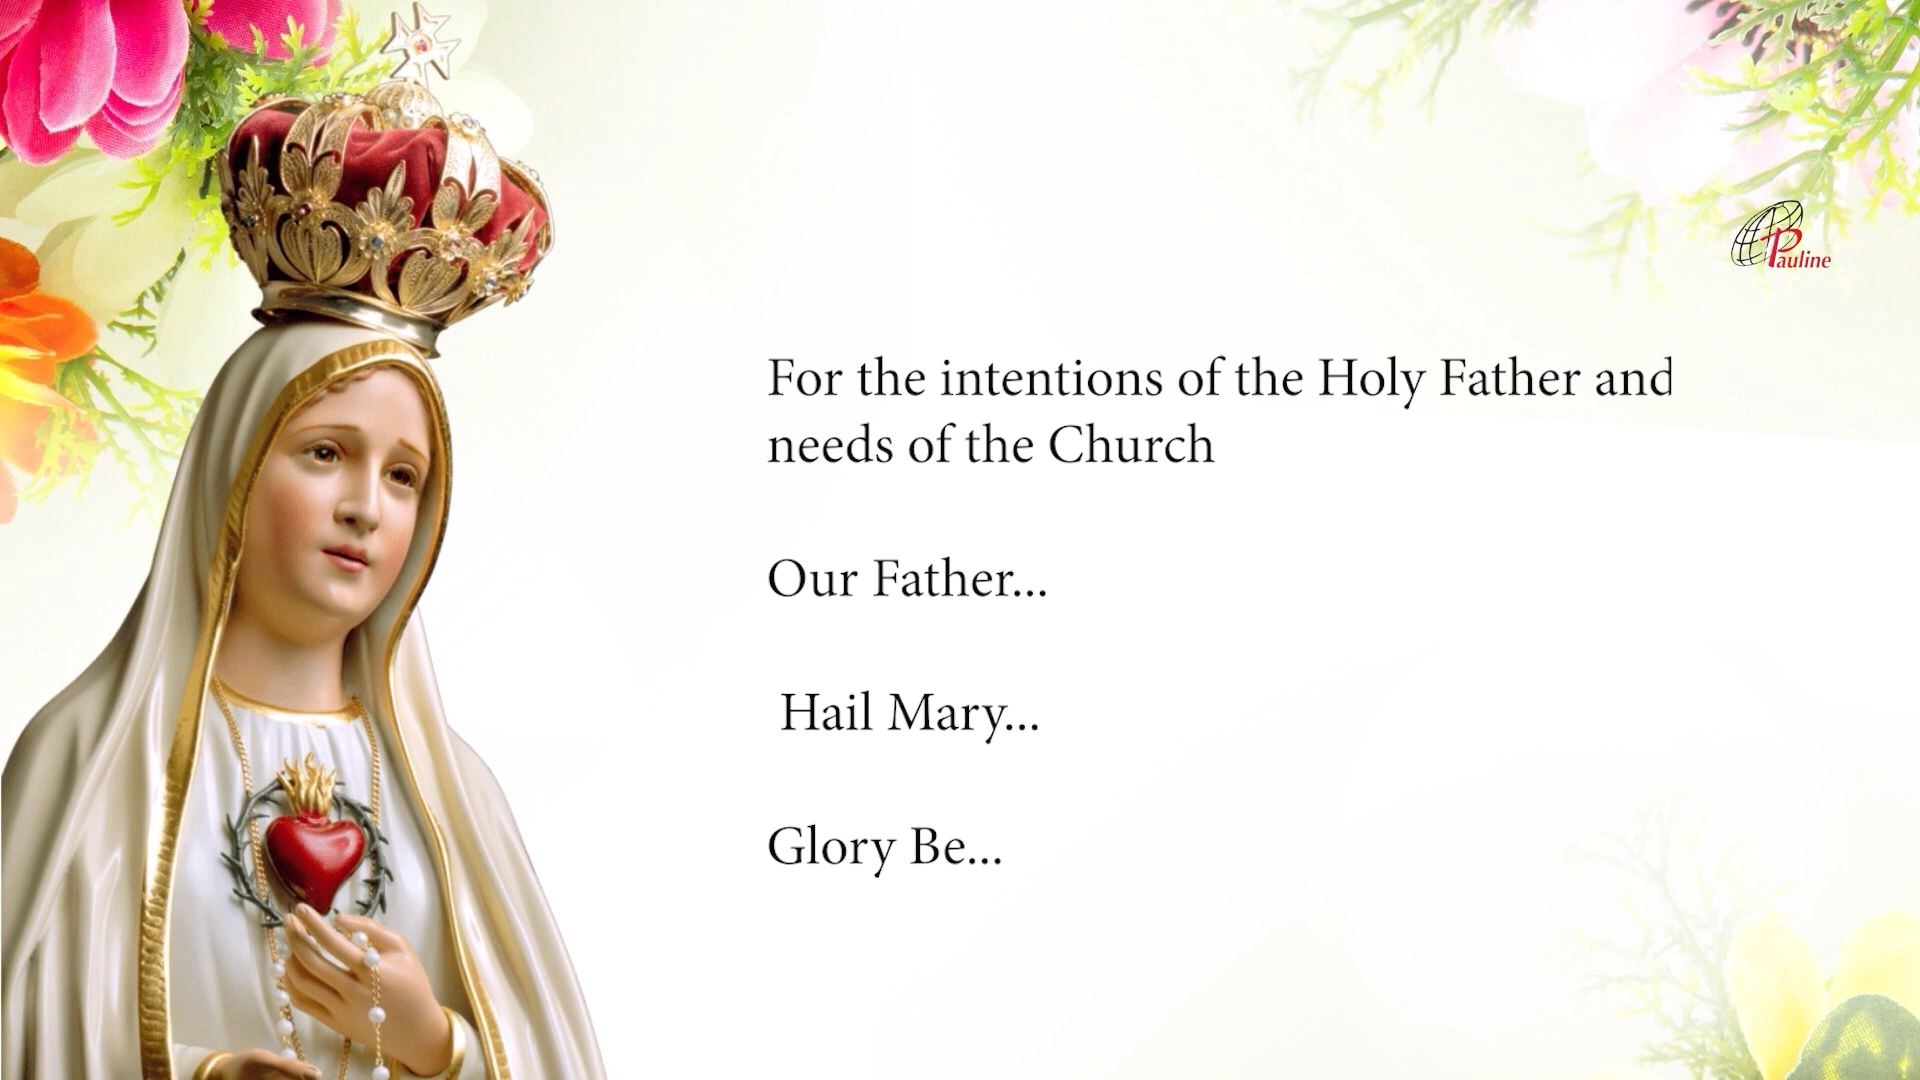 Pauline
For the intentions of the Holy Father and
needs of the Church
Our Father...
Hail Mary...
Glory Be...